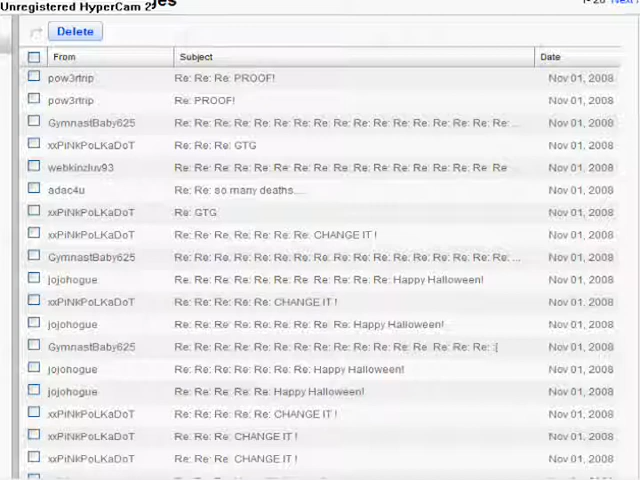 Unregistered HyperCam 2
es
1- 20 Next
Delete
From Subject Date
pow3rtrip Re: Re: Re: PROOF! Nov 01, 2008
pow3rtrip Re: PROOF! Nov 01, 2008
GymnastBaby625 Re: Re: Re: Re: Re: Re: Re: Re: Re: Re: Re: Re: Re: ... Nov 01, 2008
xxPiNkPoLKaDoT Re: Re: Re: GTG Nov 01, 2008
webkinzluv93 Re: Re: Re: Re: Re: Re: Re: Re: Re: Re: Re: Re: Re Nov 01, 2008
adac4u Re: Re: so many deaths.... Nov 01, 2008
xxPiNkPoLKaDoT Re: GTG Nov 01, 2008
xxPiNkPoLKaDoT Re: Re: Re: Re: Re: Re: Re: CHANGE IT ! Nov 01, 2008
GymnastBaby625 Re: Re: Re: Re: Re: Re: Re: Re: Re: Re: Re: Re: Re: ... Nov 01, 2008
jojohogue Re: Re: Re: Re: Re: Re: Re: Re: Re: Re: Re: Happy Halloween! Nov 01, 2008
xxPiNkPoLKaDoT Re: Re: Re: Re: Re: CHANGE IT ! Nov 01, 2008
jojohogue Re: Re: Re: Re: Re: Re: Re: Re: Re: Happy Halloween! Nov 01, 2008
GymnastBaby625 Re: Re: Re: Re: Re: Re: Re: Re: Re: Re: Re: Re: Re: :[ Nov 01, 2008
jojohogue Re: Re: Re: Re: Re: Re: Re: Happy Halloween! Nov 01, 2008
jojohogue Re: Re: Re: Re: Re: Happy Halloween! Nov 01, 2008
xxPiNkPoLKaDoT Re: Re: Re: Re: Re: CHANGE IT ! Nov 01, 2008
xxPiNkPoLKaDoT Re: Re: Re: CHANGE IT ! Nov 01, 2008
xxPiNkPoLKaDoT Re: Re: Re: CHANGE IT ! Nov 01, 2008